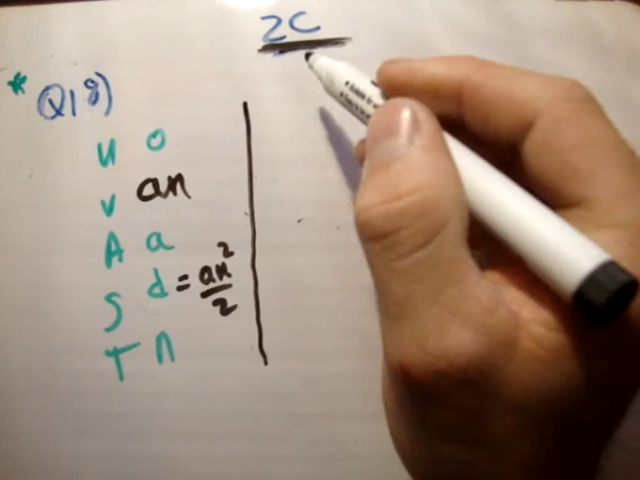 2C
* Q18)
u 0
v an
A a
S d = an²/2
T n